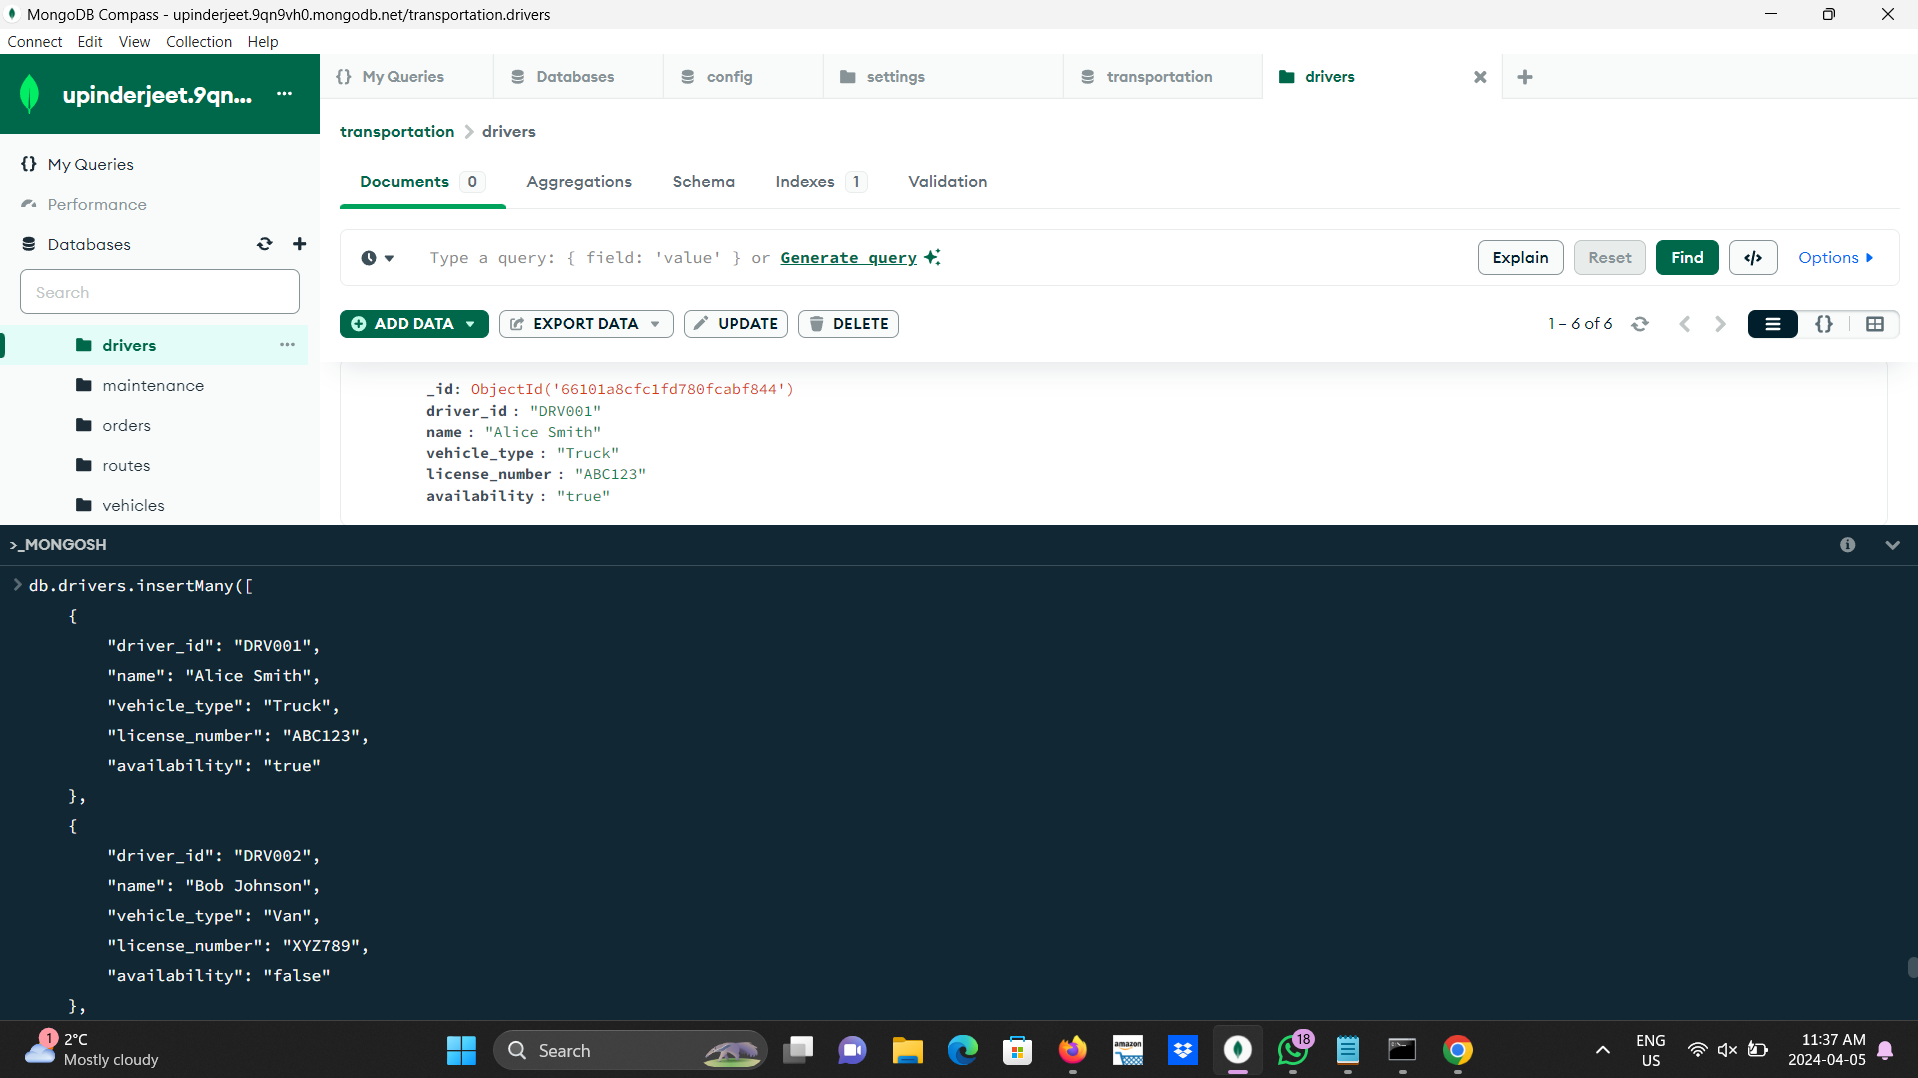 MongoDB Compass - upinderjeet.9qn9vh0.mongodb.net/transportation.drivers
Connect Edit View Collection Help
upinderjeet.9qn...
{} My Queries
Performance
Databases
Search
drivers
maintenance
orders
routes
vehicles
{} My Queries
Databases
config
settings
transportation
drivers
transportation > drivers
Documents 0 Aggregations Schema Indexes 1 Validation
Type a query: { field: 'value' } or Generate query
Explain Reset Find </> Options
ADD DATA EXPORT DATA UPDATE DELETE
1 – 6 of 6 {}
_id: ObjectId('66101a8cfc1fd780fcabf844')
driver_id : "DRV001"
name : "Alice Smith"
vehicle_type : "Truck"
license_number : "ABC123"
availability : "true"
>_MONGOSH
> db.drivers.insertMany([
{
"driver_id": "DRV001",
"name": "Alice Smith",
"vehicle_type": "Truck",
"license_number": "ABC123",
"availability": "true"
},
{
"driver_id": "DRV002",
"name": "Bob Johnson",
"vehicle_type": "Van",
"license_number": "XYZ789",
"availability": "false"
},
1
2°C
Mostly cloudy
Search
amazon
18
ENG
US
11:37 AM
2024-04-05